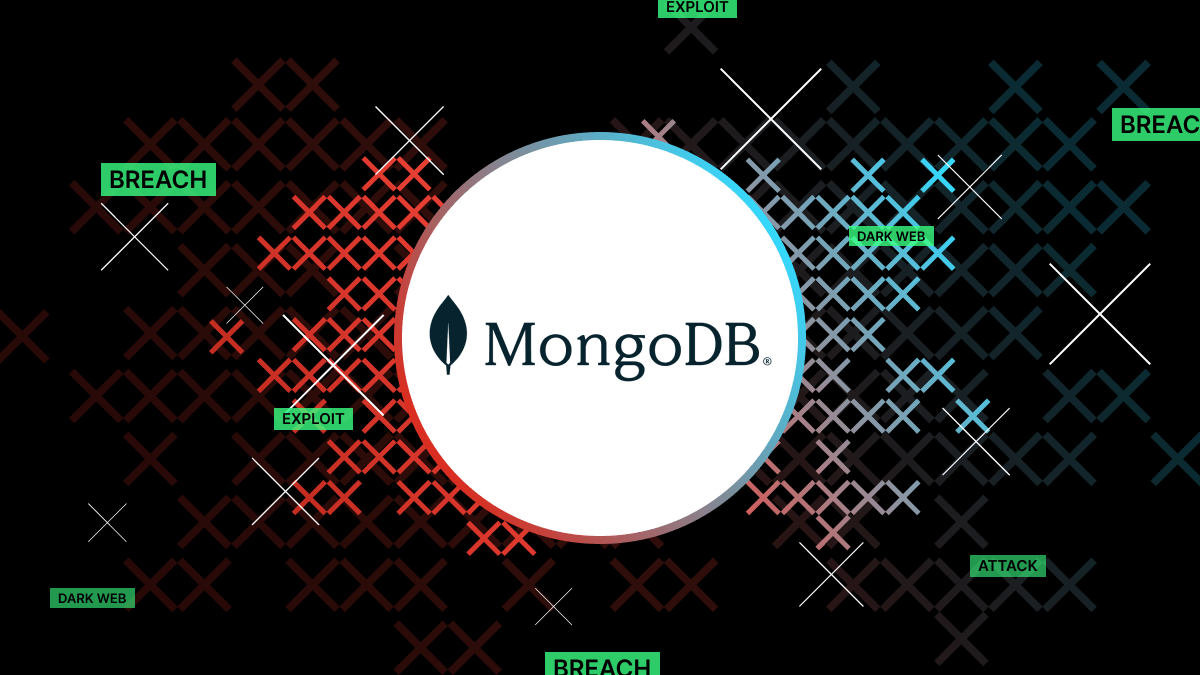 EXPLOIT
BREAC
BREACH
DARK WEB
MongoDB®
EXPLOIT
ATTACK
DARK WEB
BREACH